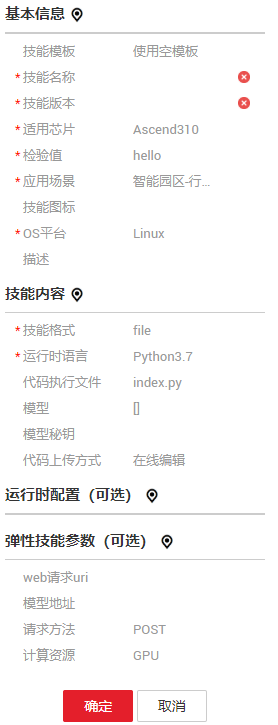 基本信息
技能模板 使用空模板
*技能名称
*技能版本
*适用芯片 Ascend310
*检验值 hello
*应用场景 智能园区-行...
技能图标
*OS平台 Linux
描述
技能内容
*技能格式 file
*运行时语言 Python3.7
代码执行文件 index.py
模型 []
模型秘钥
代码上传方式 在线编辑
运行时配置（可选）
弹性技能参数（可选）
web请求uri
模型地址
请求方法 POST
计算资源 GPU
确定 取消